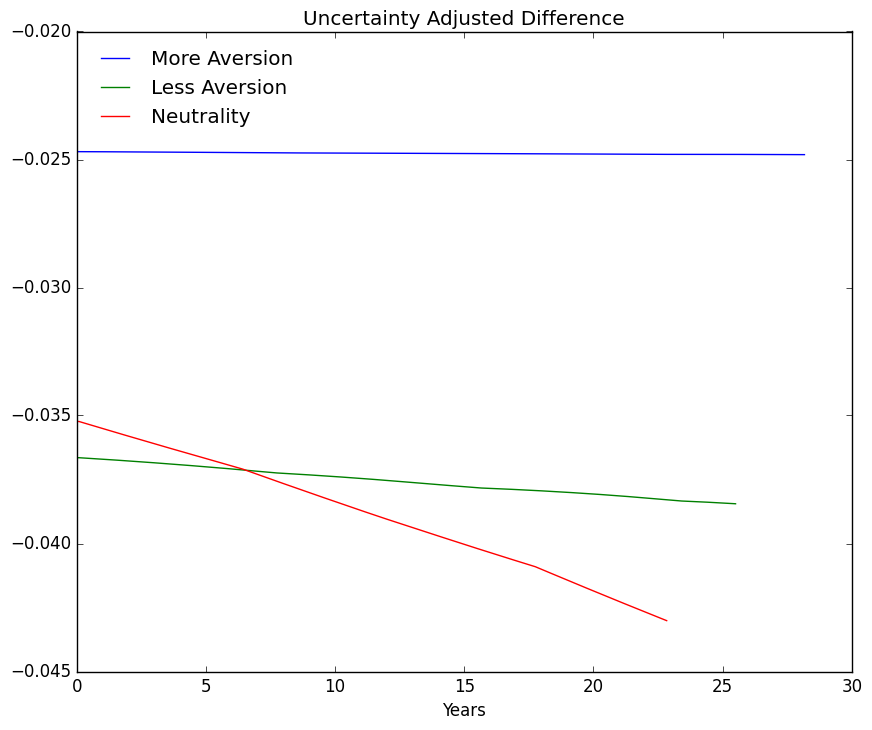 Uncertainty Adjusted Difference
−0.020
More Aversion
Less Aversion
Neutrality
−0.025
−0.030
−0.035
−0.040
−0.045
0 5 10 15 20 25 30
Years